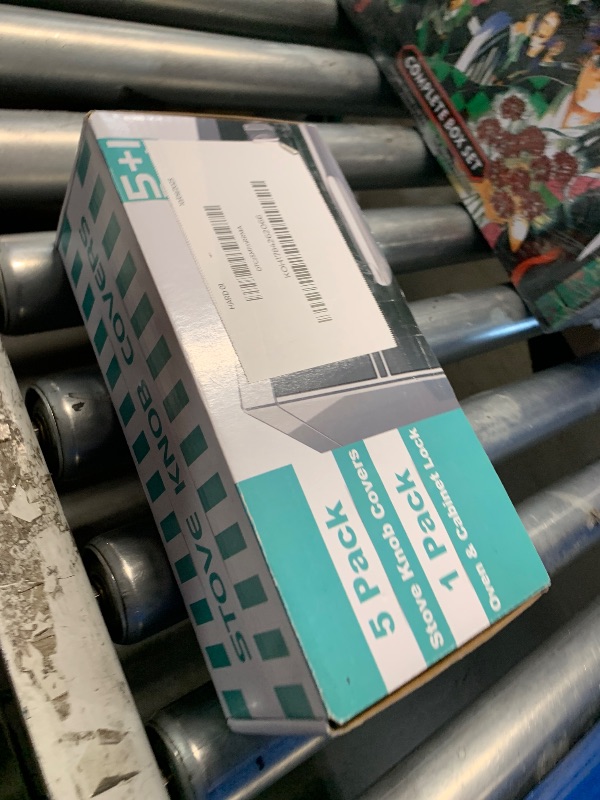 5+1
STOVE KNOB COVERS
5 Pack
Stove Knob Covers
1 Pack
Oven & Cabinet Lock
COMPLETE BOX SET